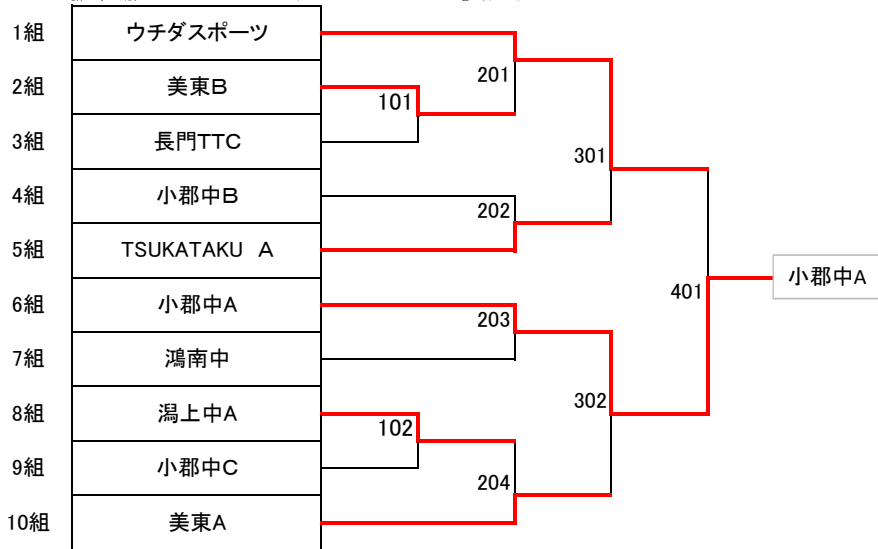 1組 ウチダスポーツ
2組 美東B
3組 長門TTC
4組 小郡中B
5組 TSUKATAKU A
6組 小郡中A
7組 鴻南中
8組 潟上中A
9組 小郡中C
10組 美東A
101
102
201
202
203
204
301
302
401
小郡中A